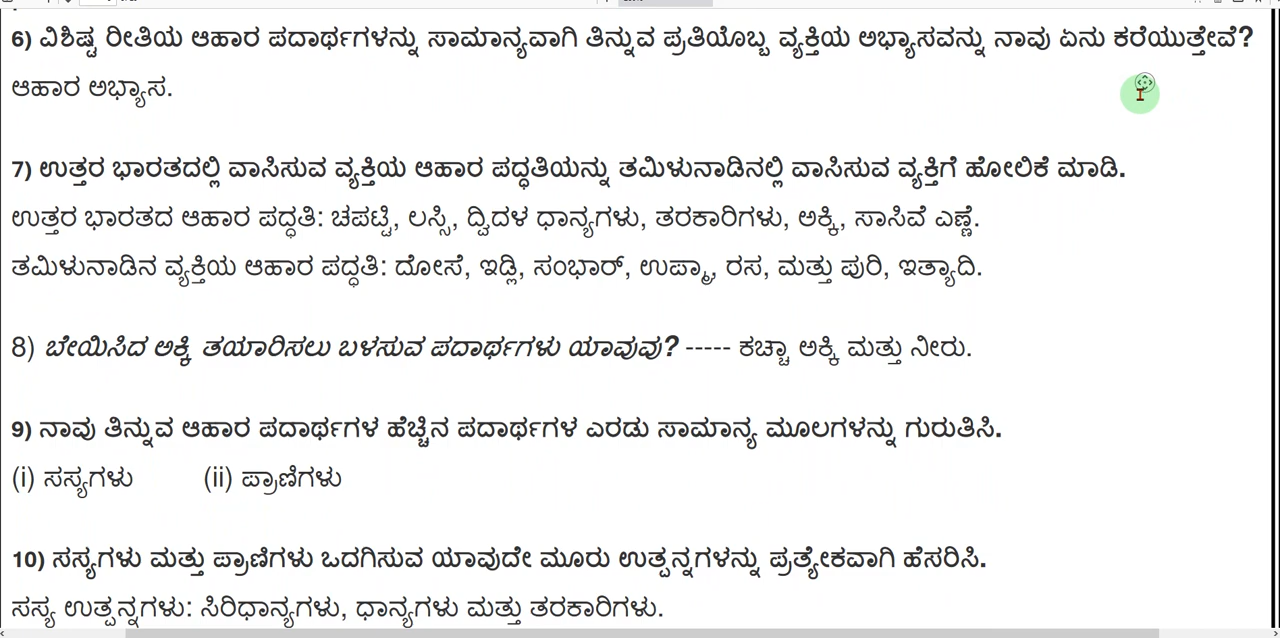 6) ವಿಶಿಷ್ಟ ರೀತಿಯ ಆಹಾರ ಪದಾರ್ಥಗಳನ್ನು ಸಾಮಾನ್ಯವಾಗಿ ತಿನ್ನುವ ಪ್ರತಿಯೊಬ್ಬ ವ್ಯಕ್ತಿಯ ಅಭ್ಯಾಸವನ್ನು ನಾವು ಏನು ಕರೆಯುತ್ತೇವೆ?
ಆಹಾರ ಅಭ್ಯಾಸ.
7) ಉತ್ತರ ಭಾರತದಲ್ಲಿ ವಾಸಿಸುವ ವ್ಯಕ್ತಿಯ ಆಹಾರ ಪದ್ಧತಿಯನ್ನು ತಮಿಳುನಾಡಿನಲ್ಲಿ ವಾಸಿಸುವ ವ್ಯಕ್ತಿಗೆ ಹೋಲಿಕೆ ಮಾಡಿ.
ಉತ್ತರ ಭಾರತದ ಆಹಾರ ಪದ್ಧತಿ: ಚಪಟ್ಟಿ, ಲಸ್ಸಿ, ದ್ವಿದಳ ಧಾನ್ಯಗಳು, ತರಕಾರಿಗಳು, ಅಕ್ಕಿ, ಸಾಸಿವೆ ಎಣ್ಣೆ.
ತಮಿಳುನಾಡಿನ ವ್ಯಕ್ತಿಯ ಆಹಾರ ಪದ್ಧತಿ: ದೋಸೆ, ಇಡ್ಲಿ, ಸಂಭಾರ್, ಉಪ್ಮಾ, ರಸ, ಮತ್ತು ಪುರಿ, ಇತ್ಯಾದಿ.
8) ಬೇಯಿಸಿದ ಅಕ್ಕಿ ತಯಾರಿಸಲು ಬಳಸುವ ಪದಾರ್ಥಗಳು ಯಾವುವು? ----- ಕಚ್ಚಾ ಅಕ್ಕಿ ಮತ್ತು ನೀರು.
9) ನಾವು ತಿನ್ನುವ ಆಹಾರ ಪದಾರ್ಥಗಳ ಹೆಚ್ಚಿನ ಪದಾರ್ಥಗಳ ಎರಡು ಸಾಮಾನ್ಯ ಮೂಲಗಳನ್ನು ಗುರುತಿಸಿ.
(i) ಸಸ್ಯಗಳು (ii) ಪ್ರಾಣಿಗಳು
10) ಸಸ್ಯಗಳು ಮತ್ತು ಪ್ರಾಣಿಗಳು ಒದಗಿಸುವ ಯಾವುದೇ ಮೂರು ಉತ್ಪನ್ನಗಳನ್ನು ಪ್ರತ್ಯೇಕವಾಗಿ ಹೆಸರಿಸಿ.
ಸಸ್ಯ ಉತ್ಪನ್ನಗಳು: ಸಿರಿಧಾನ್ಯಗಳು, ಧಾನ್ಯಗಳು ಮತ್ತು ತರಕಾರಿಗಳು.